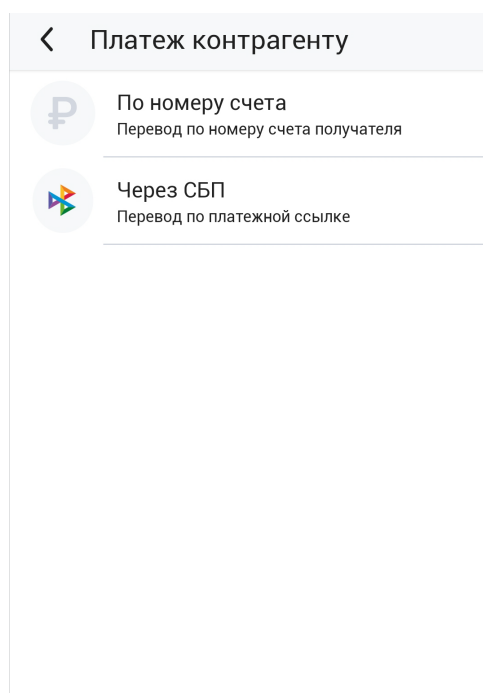 Платеж контрагенту
По номеру счета
Перевод по номеру счета получателя
Через СБП
Перевод по платежной ссылке